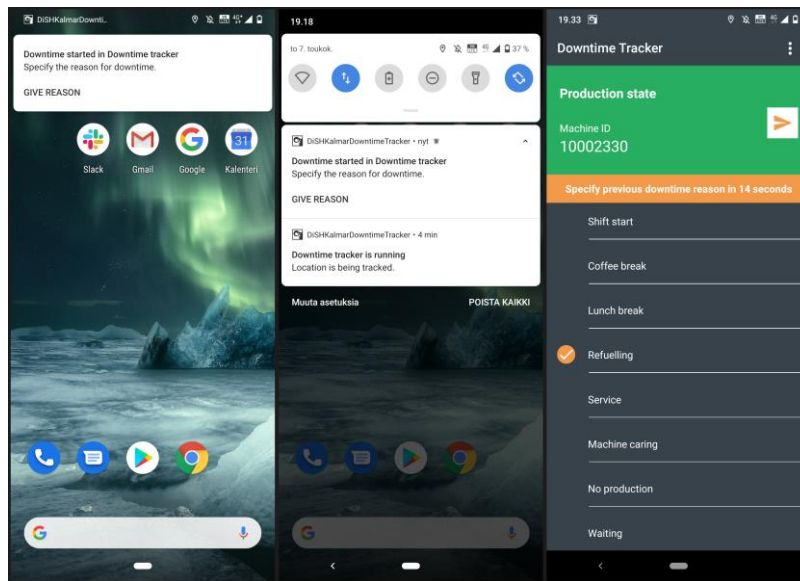 DiSHKalmarDownti..
Downtime started in Downtime tracker
Specify the reason for downtime.
GIVE REASON
31
Slack
Gmail
Google
Kalenteri
19.18
to 7. toukok.
37 %
DiSHKalmarDowntimeTracker • nyt
Downtime started in Downtime tracker
Specify the reason for downtime.
GIVE REASON
DiSHKalmarDowntimeTracker • 4 min
Downtime tracker is running
Location is being tracked.
Muuta asetuksia
POISTA KAIKKI
19.33
Downtime Tracker
Production state
Machine ID
10002330
Specify previous downtime reason in 14 seconds
Shift start
Coffee break
Lunch break
Refuelling
Service
Machine caring
No production
Waiting